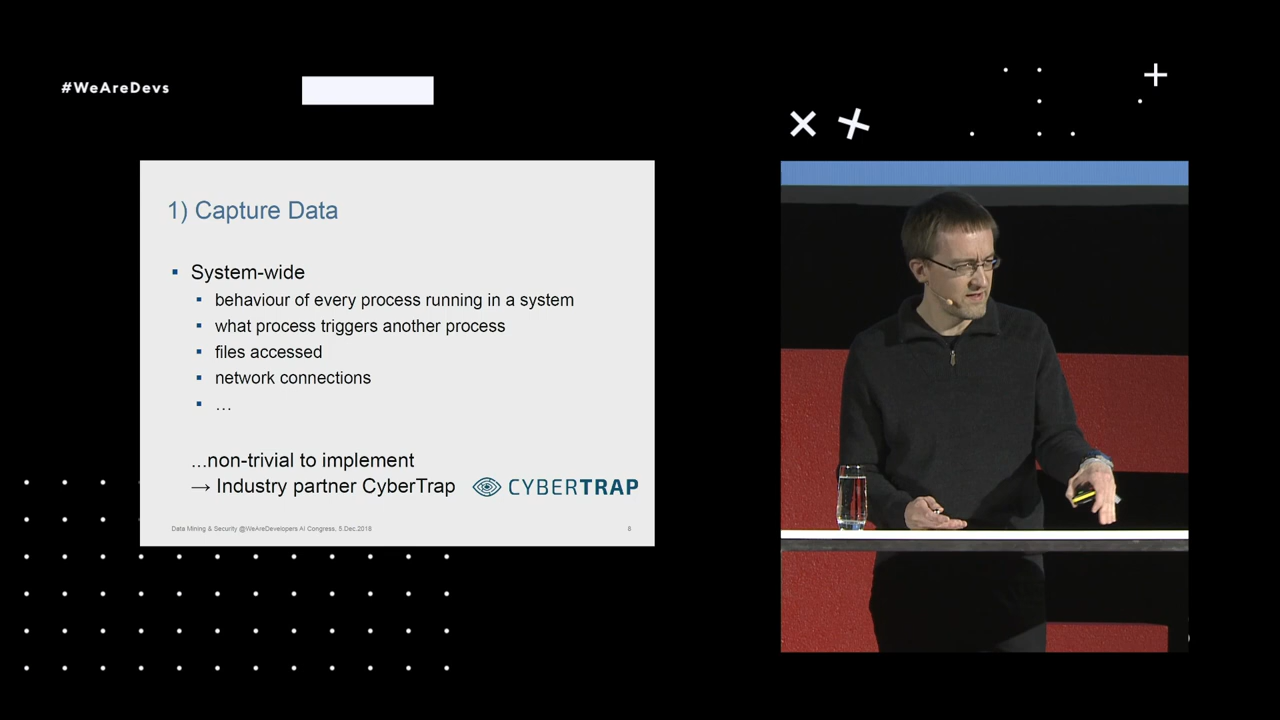 #WeAreDevs
1) Capture Data
▪ System-wide
▪ behaviour of every process running in a system
▪ what process triggers another process
▪ files accessed
▪ network connections
▪ …
...non-trivial to implement
→ Industry partner CyberTrap
CYBERTRAP
Data Mining & Security @WeAreDevelopers AI Congress, 5.Dec.2018
6